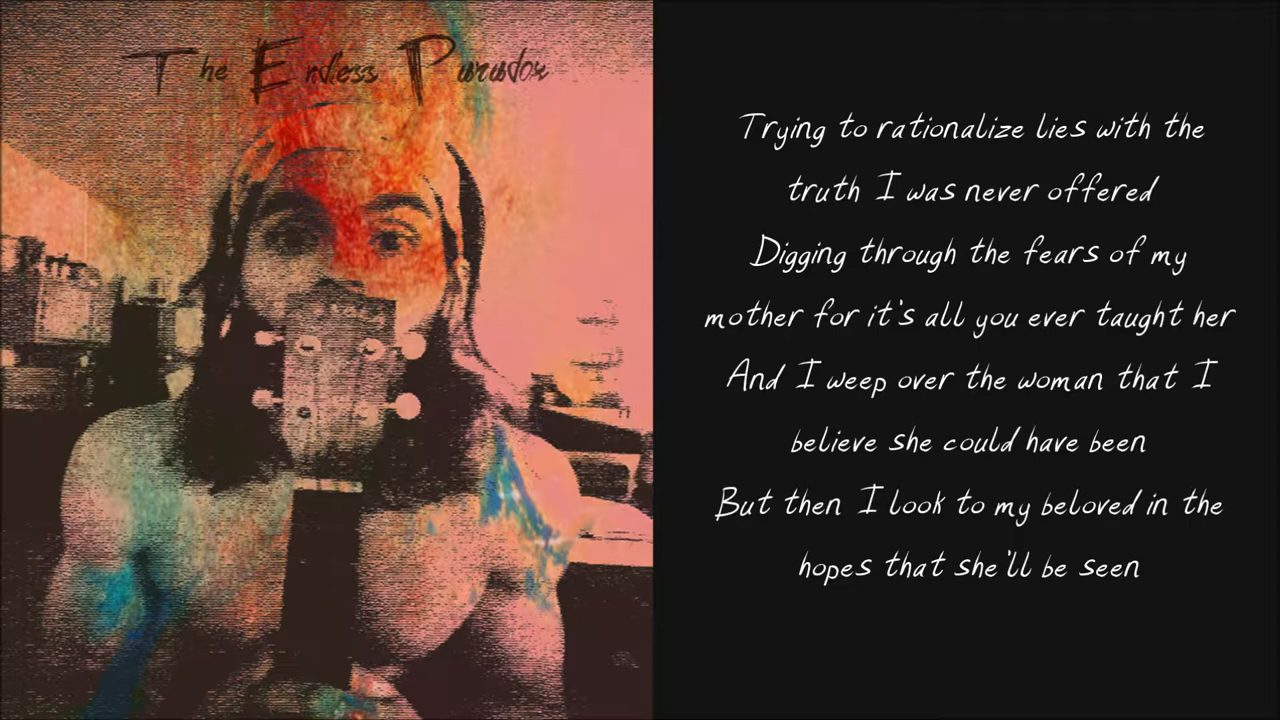 The Endless Paradox
Trying to rationalize lies with the
truth I was never offered
Digging through the fears of my
mother for it's all you ever taught her
And I weep over the woman that I
believe she could have been
But then I look to my beloved in the
hopes that she'll be seen